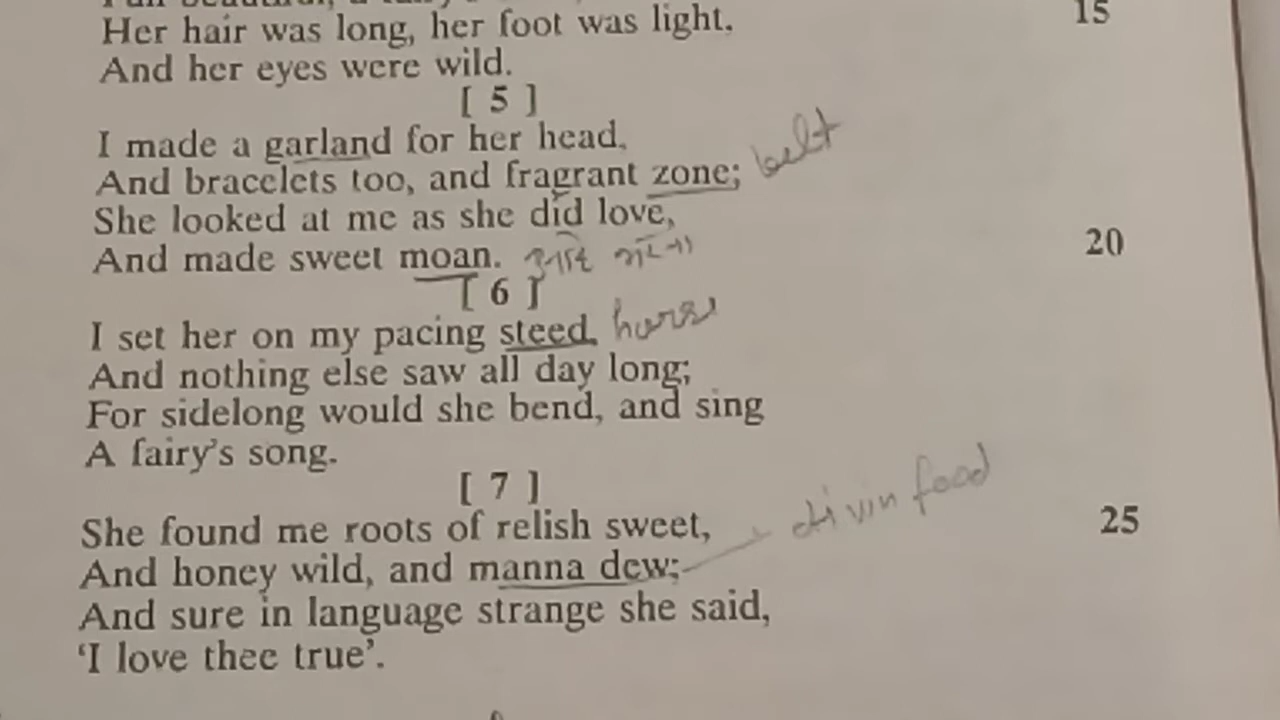 Her hair was long, her foot was light, 15
And her eyes were wild.
[ 5 ]
I made a garland for her head,
And bracelets too, and fragrant zone; belt
She looked at me as she did love,
And made sweet moan. 20
[ 6 ]
I set her on my pacing steed, horse
And nothing else saw all day long;
For sidelong would she bend, and sing
A fairy's song.
[ 7 ]
She found me roots of relish sweet, 25
And honey wild, and manna dew; divin food
And sure in language strange she said,
‘I love thee true’.